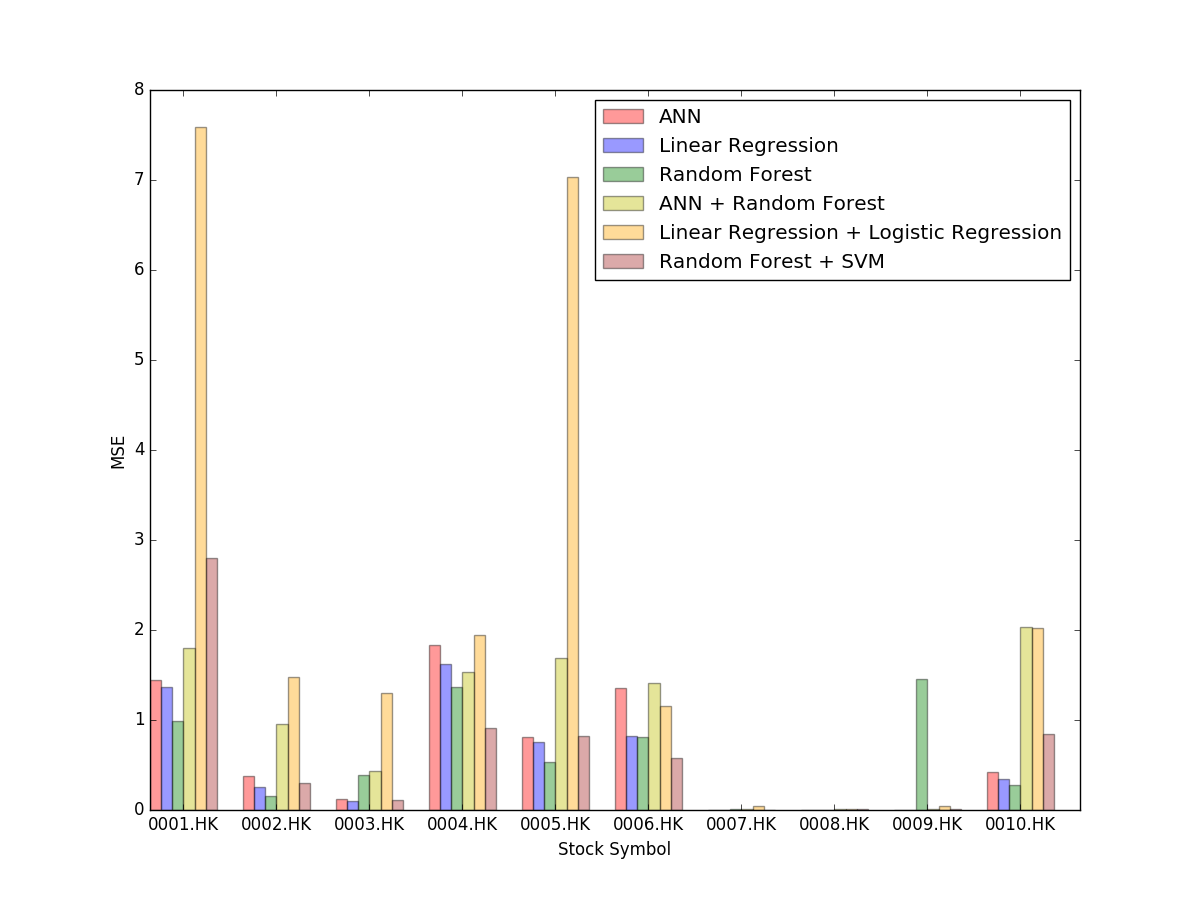 8
7
6
5
4
3
2
1
0
MSE
ANN
Linear Regression
Random Forest
ANN + Random Forest
Linear Regression + Logistic Regression
Random Forest + SVM
0001.HK 0002.HK 0003.HK 0004.HK 0005.HK 0006.HK 0007.HK 0008.HK 0009.HK 0010.HK
Stock Symbol